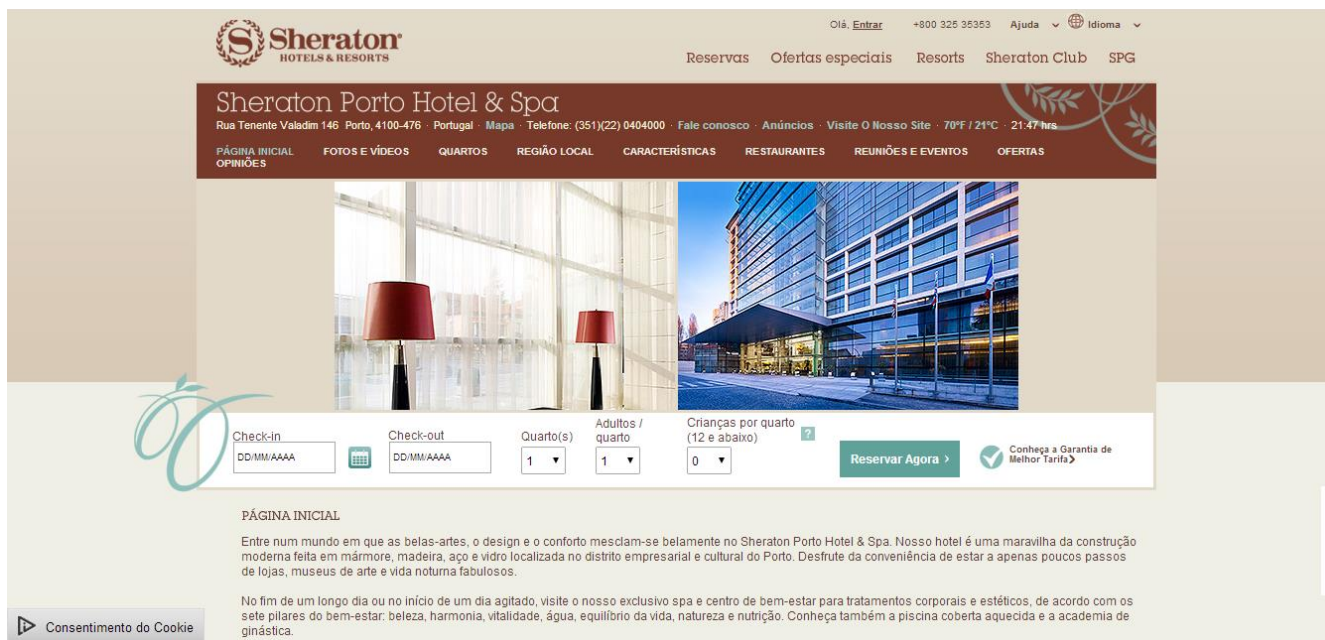 Olá, Entrar +800 325 35353 Ajuda Idioma
Sheraton
HOTELS & RESORTS
Reservas Ofertas especiais Resorts Sheraton Club SPG
Sheraton Porto Hotel & Spa
Rua Tenente Valadim 146 Porto, 4100-476 · Portugal · Mapa · Telefone: (351)(22) 0404000 · Fale conosco · Anúncios · Visite O Nosso Site · 70°F / 21°C · 21:47 hrs
PÁGINA INICIAL FOTOS E VÍDEOS QUARTOS REGIÃO LOCAL CARACTERÍSTICAS RESTAURANTES REUNIÕES E EVENTOS OFERTAS
OPINIÕES
Check-in
DD/MM/AAAA
Check-out
DD/MM/AAAA
Quarto(s)
1
Adultos /
quarto
1
Crianças por quarto
(12 e abaixo) ?
0
Reservar Agora ›
Conheça a Garantia de
Melhor Tarifa
PÁGINA INICIAL
Entre num mundo em que as belas-artes, o design e o conforto mesclam-se belamente no Sheraton Porto Hotel & Spa. Nosso hotel é uma maravilha da construção
moderna feita em mármore, madeira, aço e vidro localizada no distrito empresarial e cultural do Porto. Desfrute da conveniência de estar a apenas poucos passos
de lojas, museus de arte e vida noturna fabulosos.
No fim de um longo dia ou no início de um dia agitado, visite o nosso exclusivo spa e centro de bem-estar para tratamentos corporais e estéticos, de acordo com os
sete pilares do bem-estar: beleza, harmonia, vitalidade, água, equilíbrio da vida, natureza e nutrição. Conheça também a piscina coberta aquecida e a academia de
ginástica.
Consentimento do Cookie